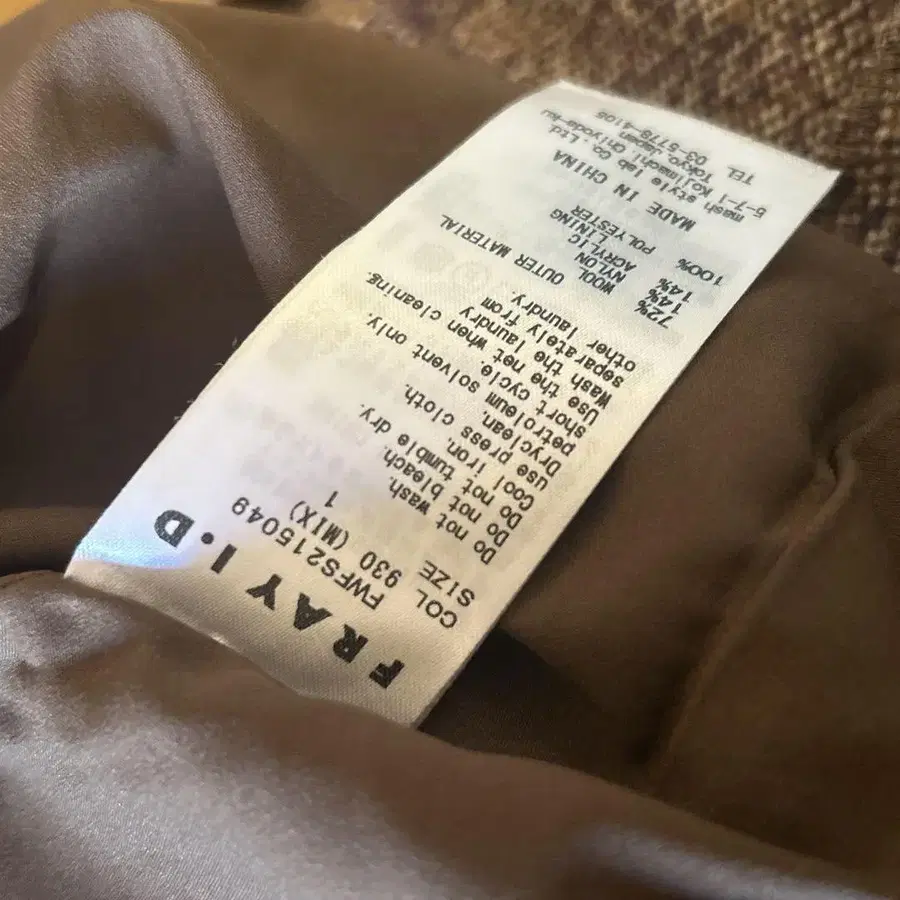 FRAY I.D
FWFS215049
COL 930 (MIX)
SIZE 1
Do not wash.
Do not bleach.
Do not tumble dry.
Cool iron.
use press cloth.
Dryclean,
petroleum solvent only.
short cycle.
Use the net when cleaning
Wash the laundry
separately from
other laundry.
OUTER MATERIAL
72% WOOL
14% NYLON
14% ACRYLIC
LINING
100% POLYESTER
MADE IN CHINA
mash style lab Co.,Ltd.
5-7-1 Kojimachi, Chiyoda-ku
Tokyo, Japan
TEL 03-5778-4105